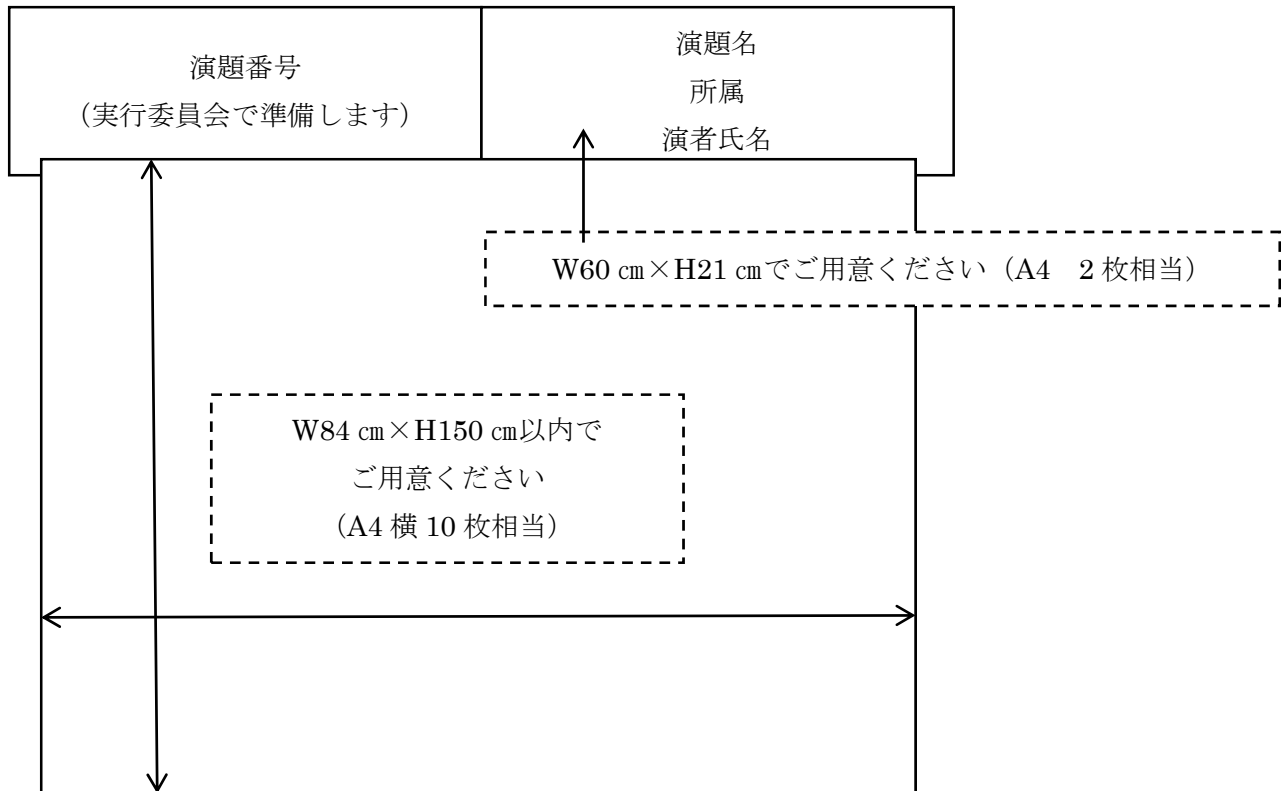 演題番号
（実行委員会で準備します）
演題名
所属
演者氏名
W60 ㎝×H21 ㎝でご用意ください（A4　2 枚相当）
W84 ㎝×H150 ㎝以内で
ご用意ください
（A4 横 10 枚相当）